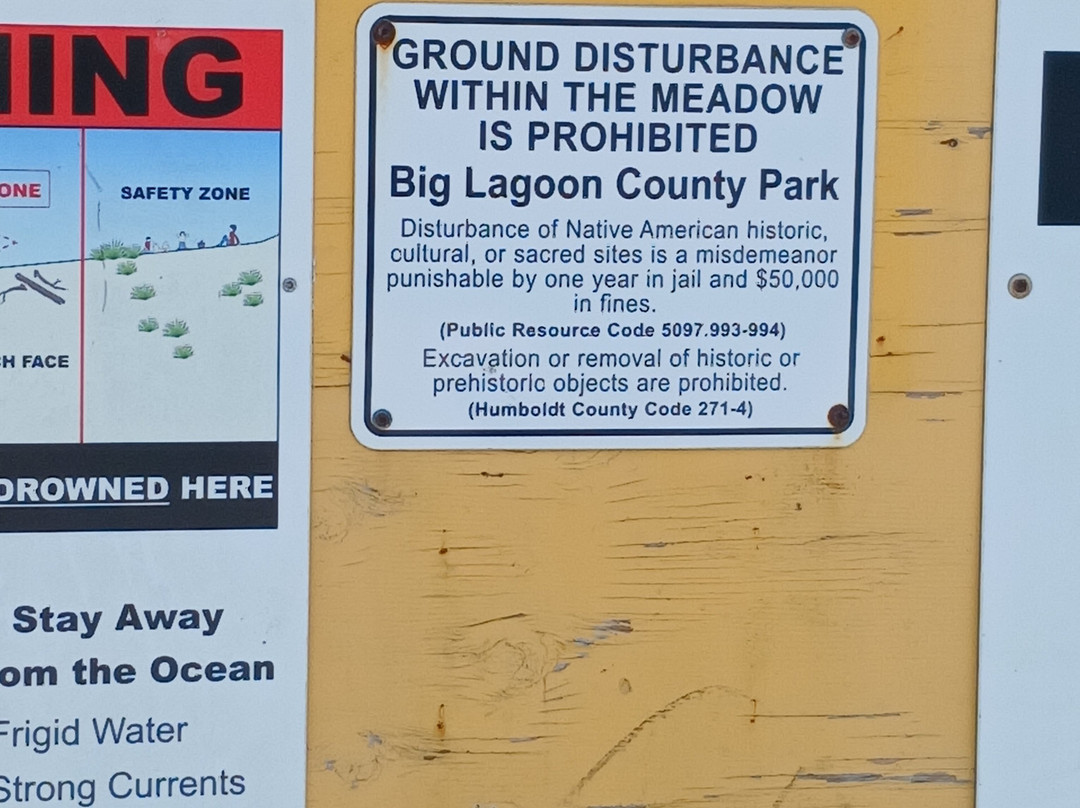 ING
ONE
SAFETY ZONE
H FACE
DROWNED HERE
Stay Away
om the Ocean
Frigid Water
Strong Currents
GROUND DISTURBANCE
WITHIN THE MEADOW
IS PROHIBITED
Big Lagoon County Park
Disturbance of Native American historic,
cultural, or sacred sites is a misdemeanor
punishable by one year in jail and $50,000
in fines.
(Public Resource Code 5097.993-994)
Excavation or removal of historic or
prehistoric objects are prohibited.
(Humboldt County Code 271-4)